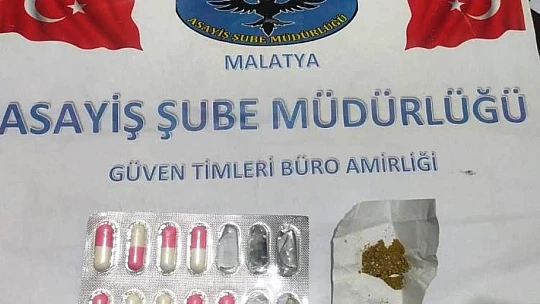 ASAYİŞ ŞUBE MÜDÜRLÜĞÜ
MALATYA
ASAYİŞ ŞUBE MÜDÜRLÜĞÜ
GÜVEN TİMLERİ BÜRO AMİRLİĞİ